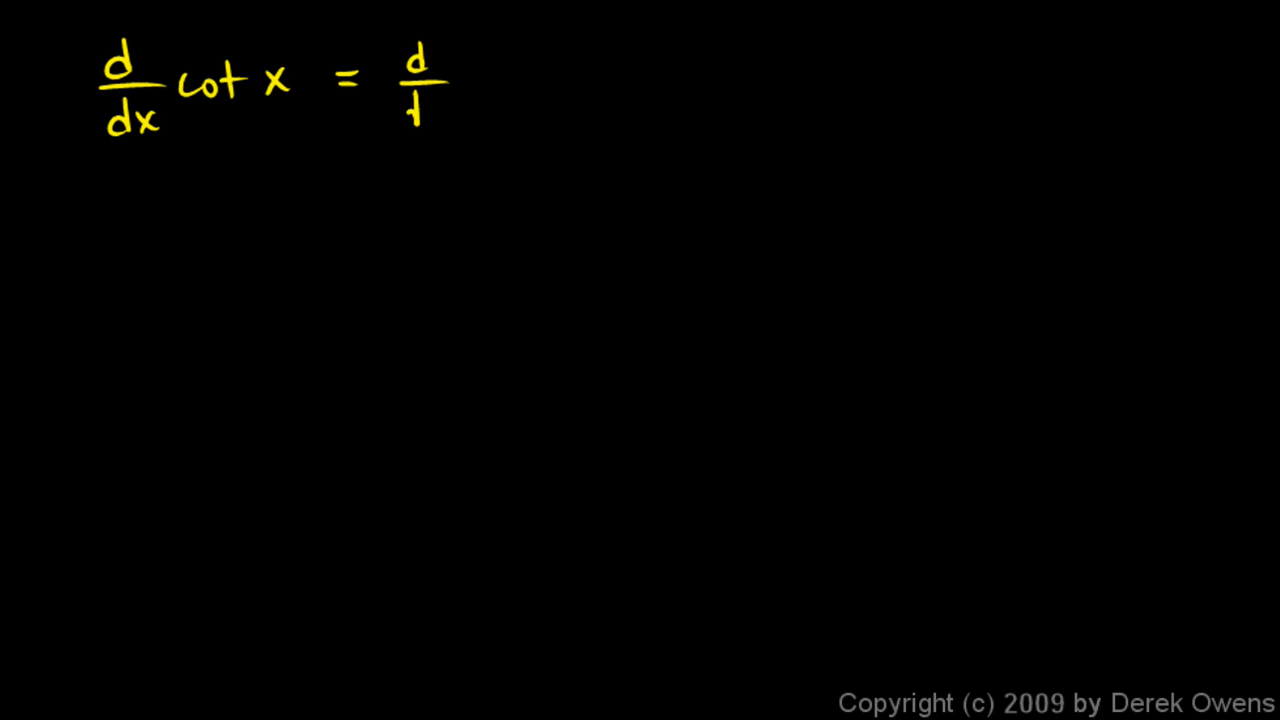 d/dx cot x = d/d
Copyright (c) 2009 by Derek Owens